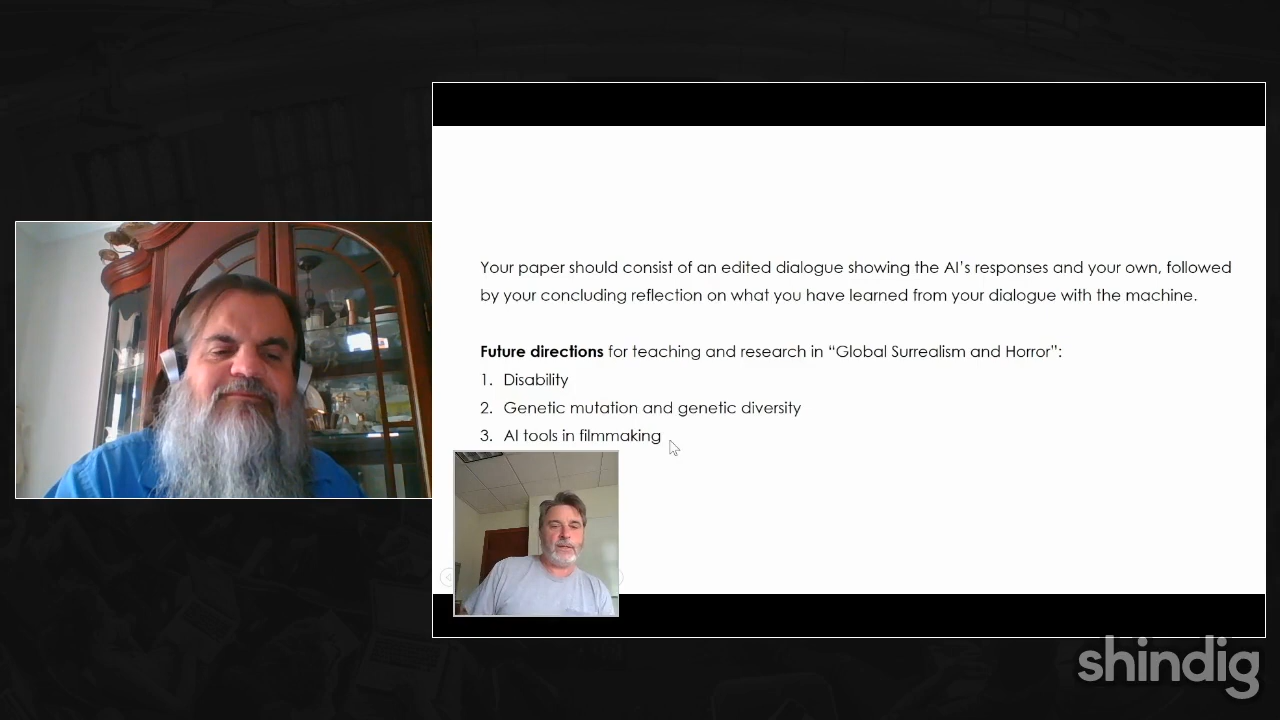 Your paper should consist of an edited dialogue showing the AI's responses and your own, followed
by your concluding reflection on what you have learned from your dialogue with the machine.
Future directions for teaching and research in “Global Surrealism and Horror”:
1. Disability
2. Genetic mutation and genetic diversity
3. AI tools in filmmaking
shindig